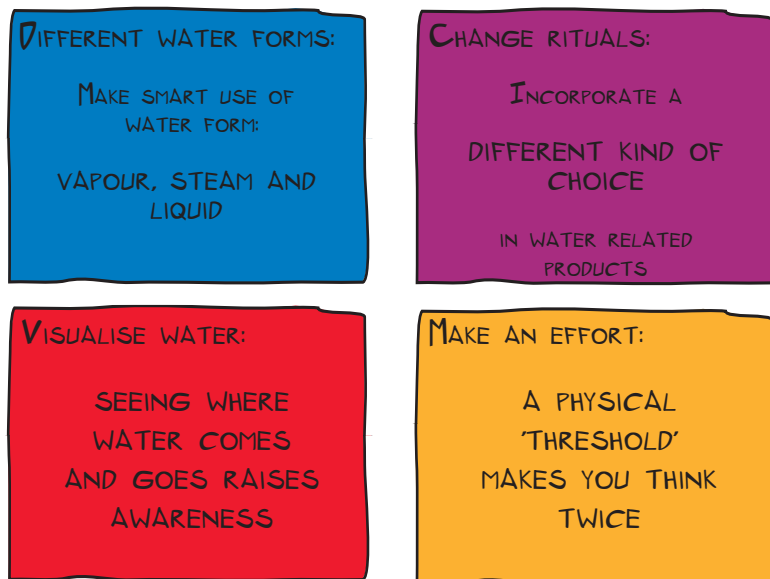 DIFFERENT WATER FORMS:
MAKE SMART USE OF
WATER FORM:
VAPOUR, STEAM AND
LIQUID
CHANGE RITUALS:
INCORPORATE A
DIFFERENT KIND OF
CHOICE
IN WATER RELATED
PRODUCTS
VISUALISE WATER:
SEEING WHERE
WATER COMES
AND GOES RAISES
AWARENESS
MAKE AN EFFORT:
A PHYSICAL
'THRESHOLD'
MAKES YOU THINK
TWICE